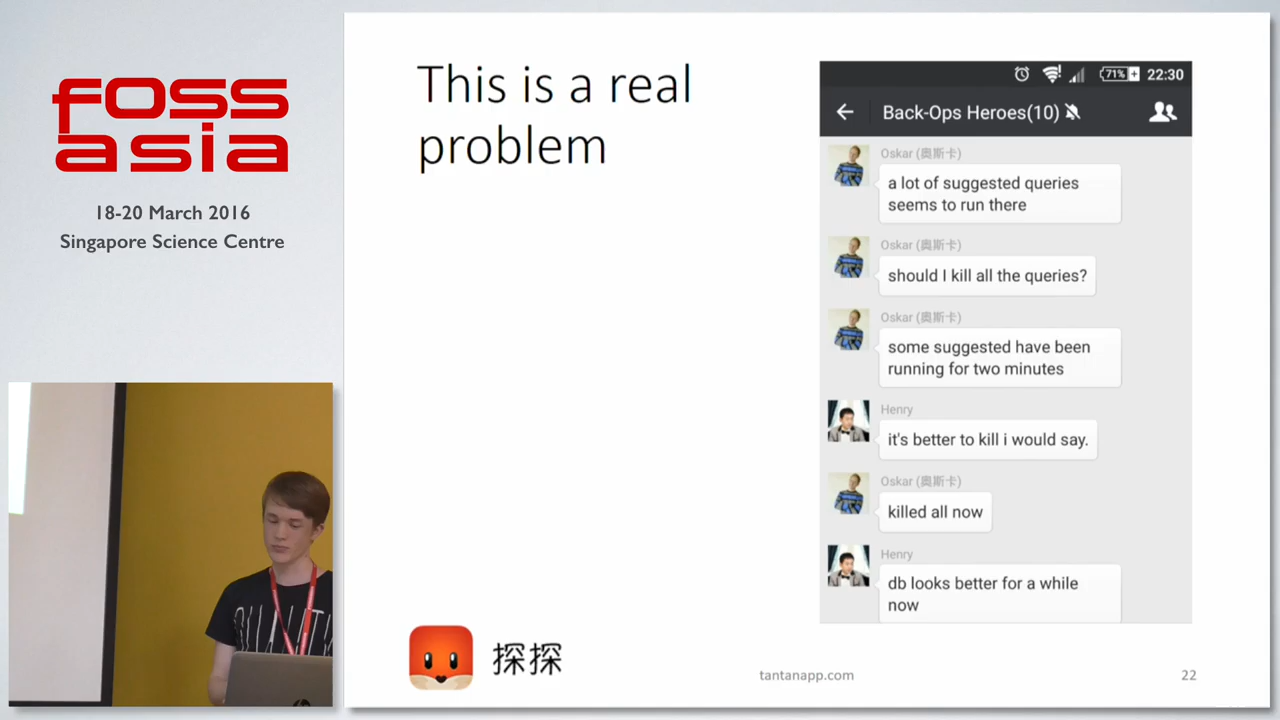 foss
asia
18-20 March 2016
Singapore Science Centre
This is a real
problem
71%
22:30
Back-Ops Heroes(10)
Oskar (奥斯卡)
a lot of suggested queries
seems to run there
Oskar (奥斯卡)
should I kill all the queries?
Oskar (奥斯卡)
some suggested have been
running for two minutes
Henry
it's better to kill i would say.
Oskar (奥斯卡)
killed all now
Henry
db looks better for a while
now
探探
tantanapp.com
22